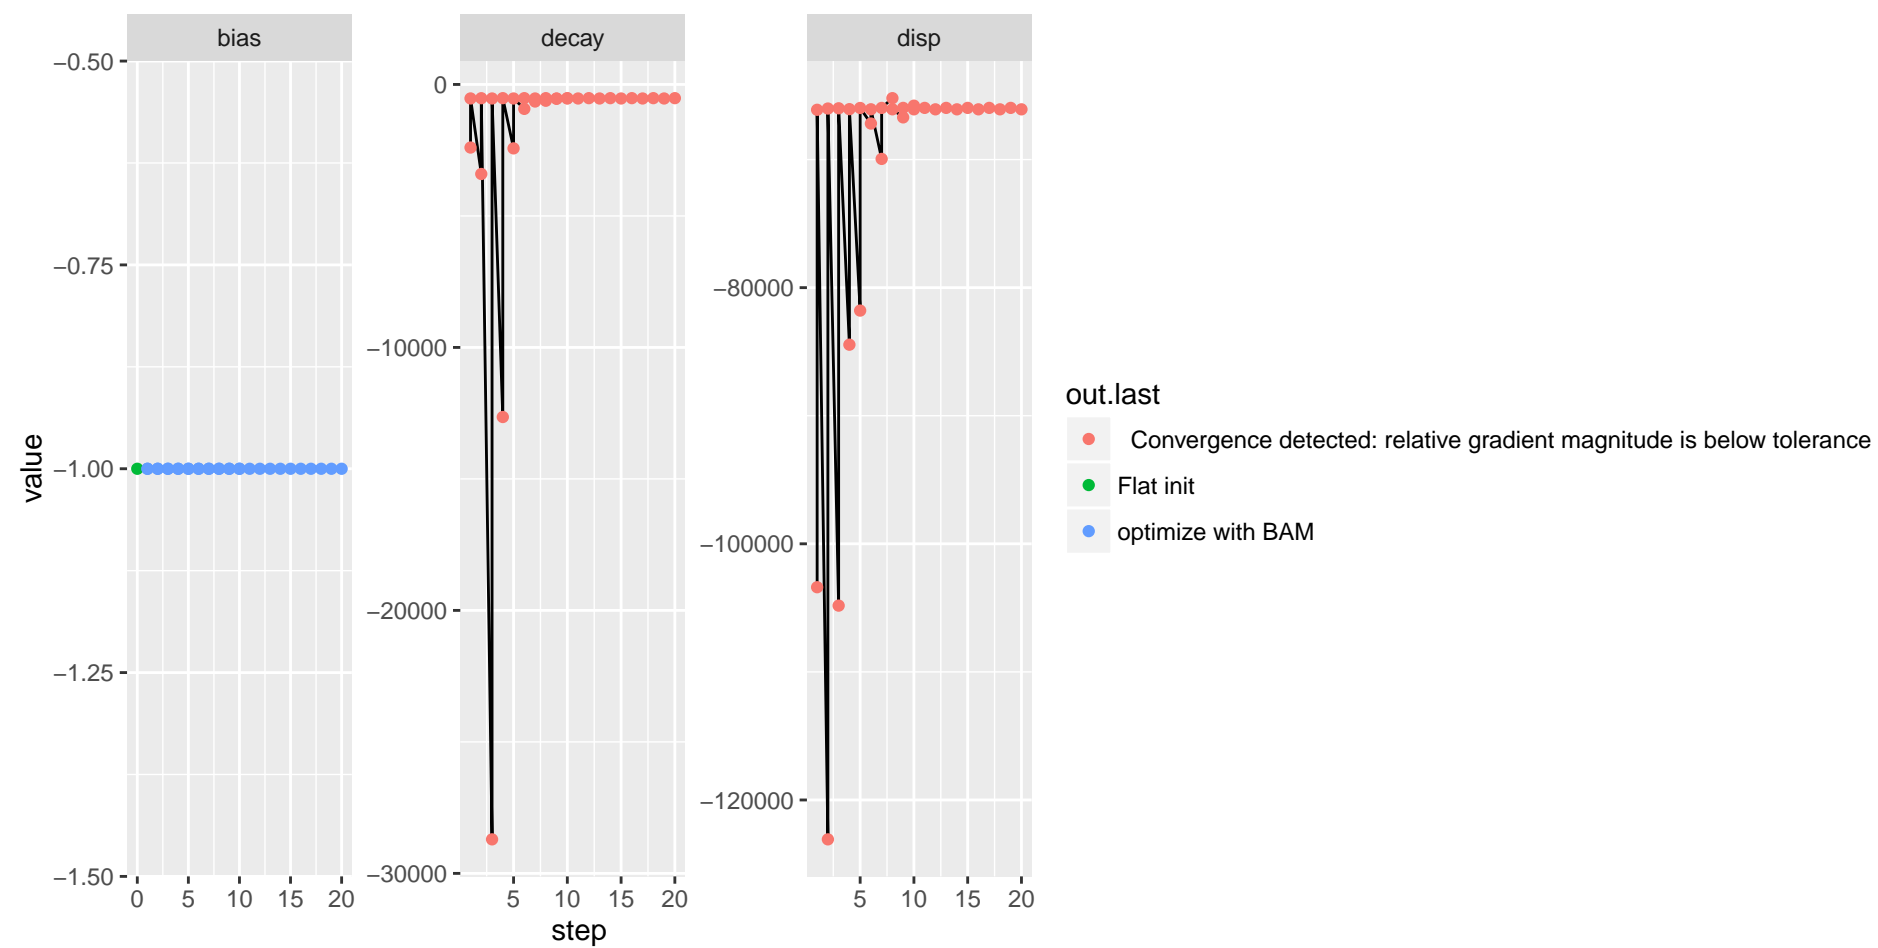 bias
decay
disp
−0.50
−0.75
−1.00
−1.25
−1.50
0
−10000
−20000
−30000
−80000
−100000
−120000
0 5 10 15 20
5 10 15 20
5 10 15 20
step
value
out.last
Convergence detected: relative gradient magnitude is below tolerance
Flat init
optimize with BAM